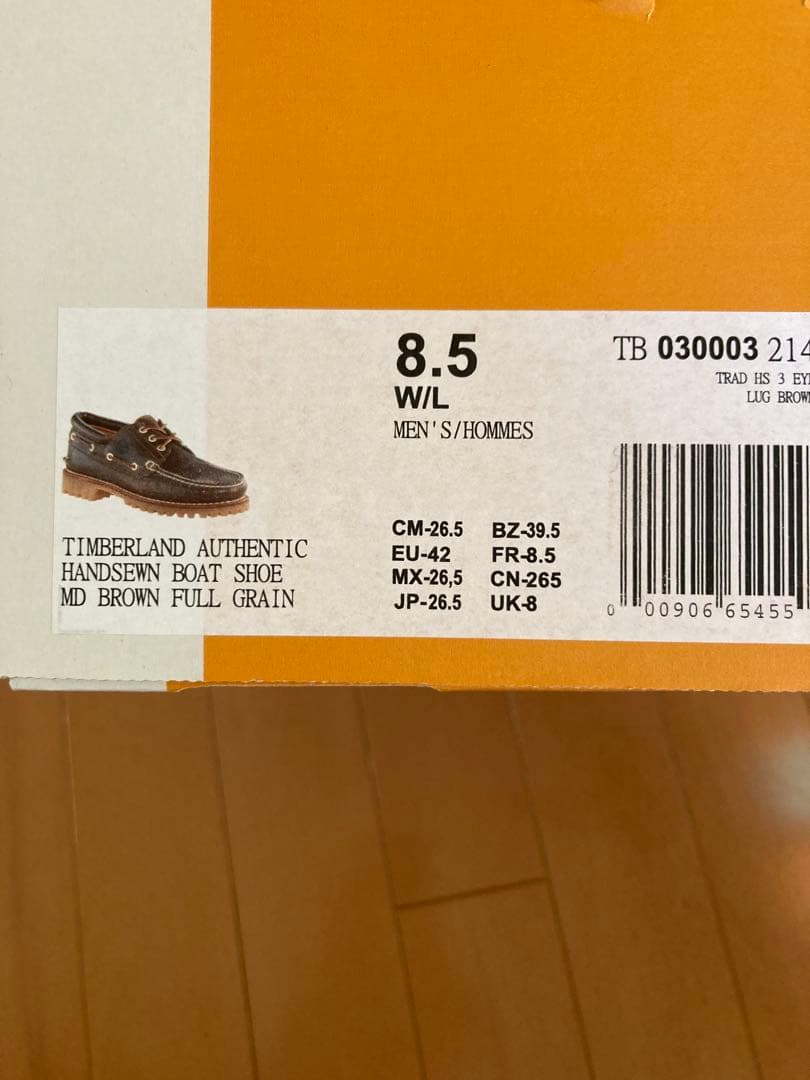 8.5
W/L
MEN'S/HOMMES
TB 030003 214
TRAD HS 3
LUG
TIMBERLAND AUTHENTIC
HANDSEWN BOAT SHOE
MD BROWN FULL GRAIN
CM-26.5 BZ-39.5
EU-42 FR-8.5
MX-26,5 CN-265
JP-26.5 UK-8
0 00906 65455